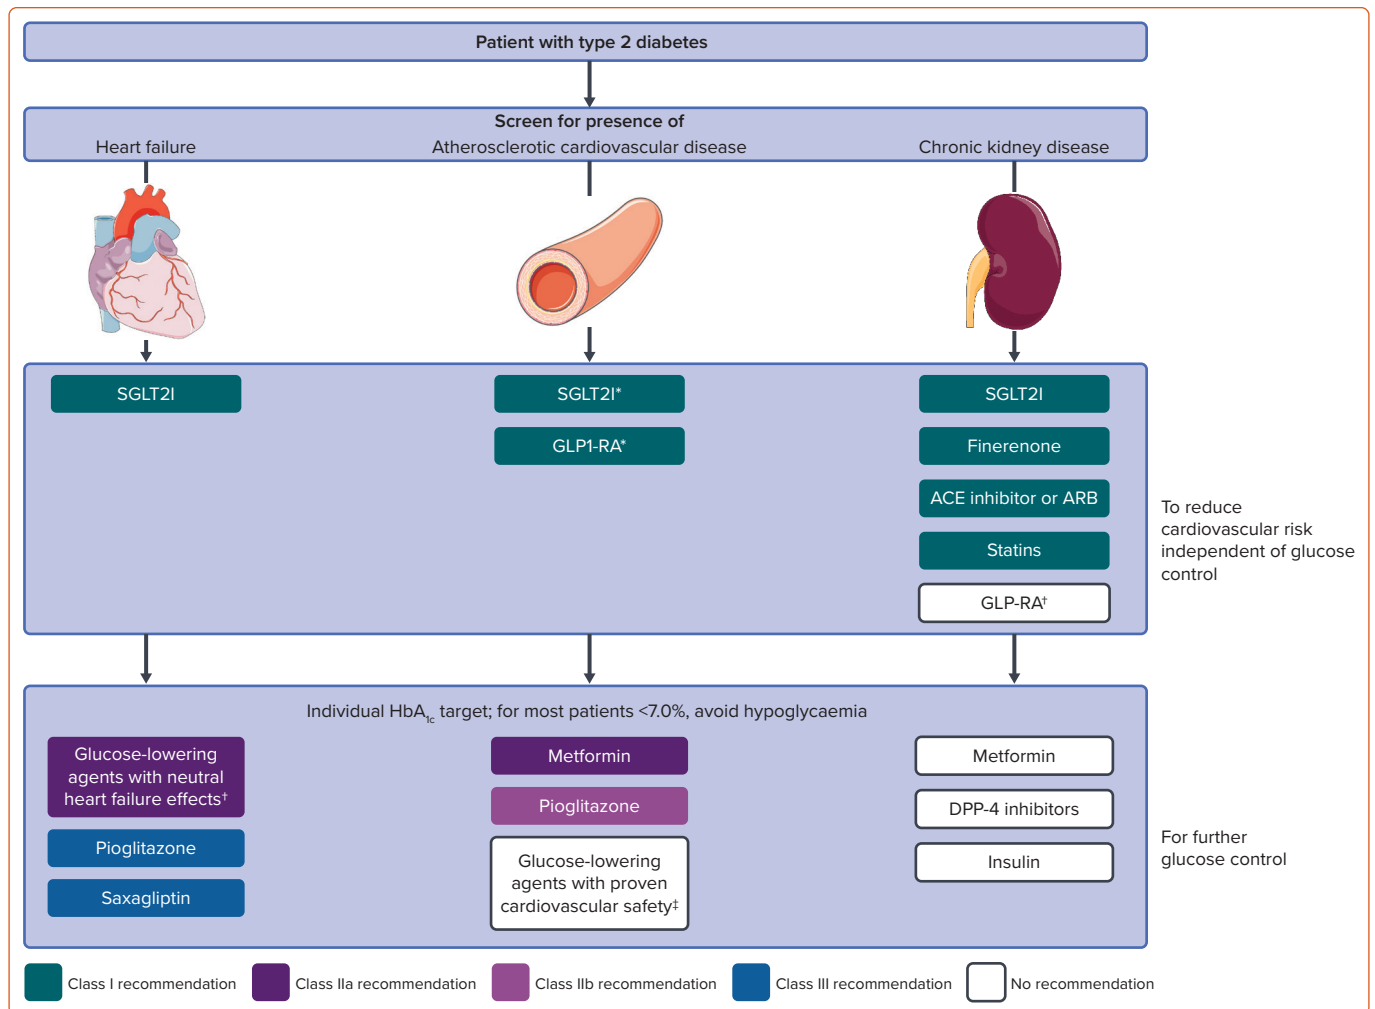 Patient with type 2 diabetes
Screen for presence of
Heart failure
Atherosclerotic cardiovascular disease
Chronic kidney disease
SGLT2I
SGLT2I*
GLP1-RA*
SGLT2I
Finerenone
ACE inhibitor or ARB
Statins
GLP-RA†
To reduce
cardiovascular risk
independent of glucose
control
Individual HbA1c target; for most patients <7.0%, avoid hypoglycaemia
Glucose-lowering
agents with neutral
heart failure effects†
Pioglitazone
Saxagliptin
Metformin
Pioglitazone
Glucose-lowering
agents with proven
cardiovascular safety‡
Metformin
DPP-4 inhibitors
Insulin
For further
glucose control
Class I recommendation
Class IIa recommendation
Class IIb recommendation
Class III recommendation
No recommendation